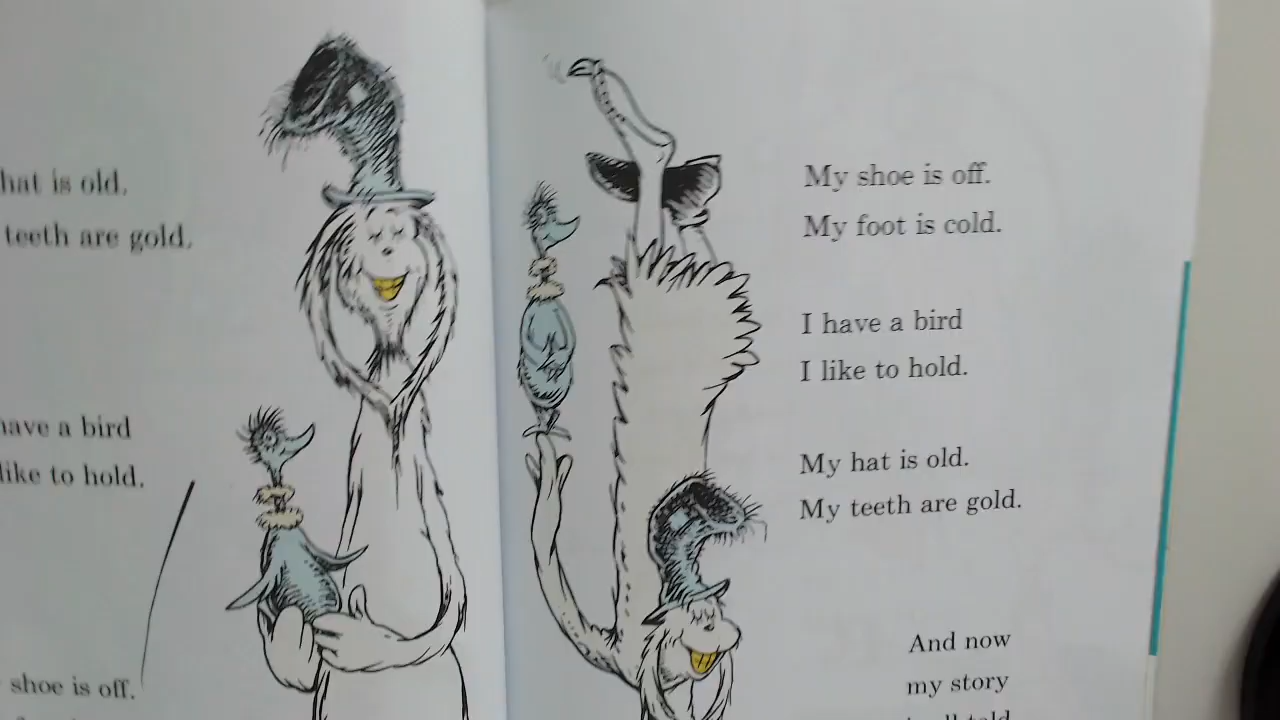 hat is old.
teeth are gold.
have a bird
like to hold.
shoe is off.
My shoe is off.
My foot is cold.
I have a bird
I like to hold.
My hat is old.
My teeth are gold.
And now
my story